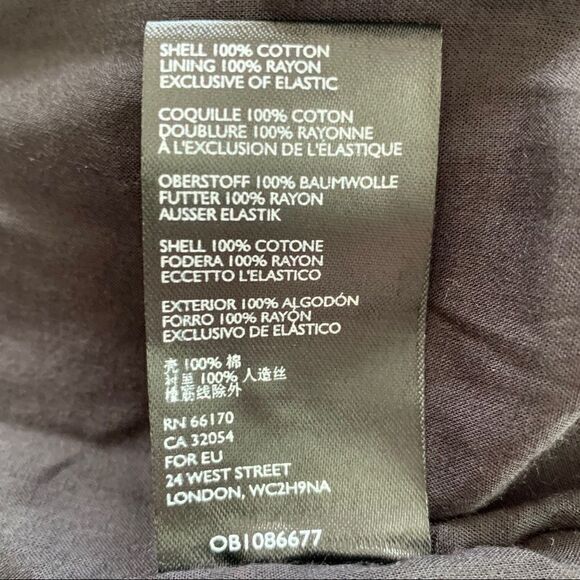 SHELL 100% COTTON
LINING 100% RAYON
EXCLUSIVE OF ELASTIC
COQUILLE 100% COTON
DOUBLURE 100% RAYONNE
À L'EXCLUSION DE L'ÉLASTIQUE
OBERSTOFF 100% BAUMWOLLE
FUTTER 100% RAYON
AUSSER ELASTIK
SHELL 100% COTONE
FODERA 100% RAYON
ECCETTO L'ELASTICO
EXTERIOR 100% ALGODÓN
FORRO 100% RAYÓN
EXCLUSIVO DE ELÁSTICO
壳 100% 棉
衬里 100% 人造丝
橡筋线除外
RN 66170
CA 32054
FOR EU
24 WEST STREET
LONDON, WC2H9NA
OB1086677